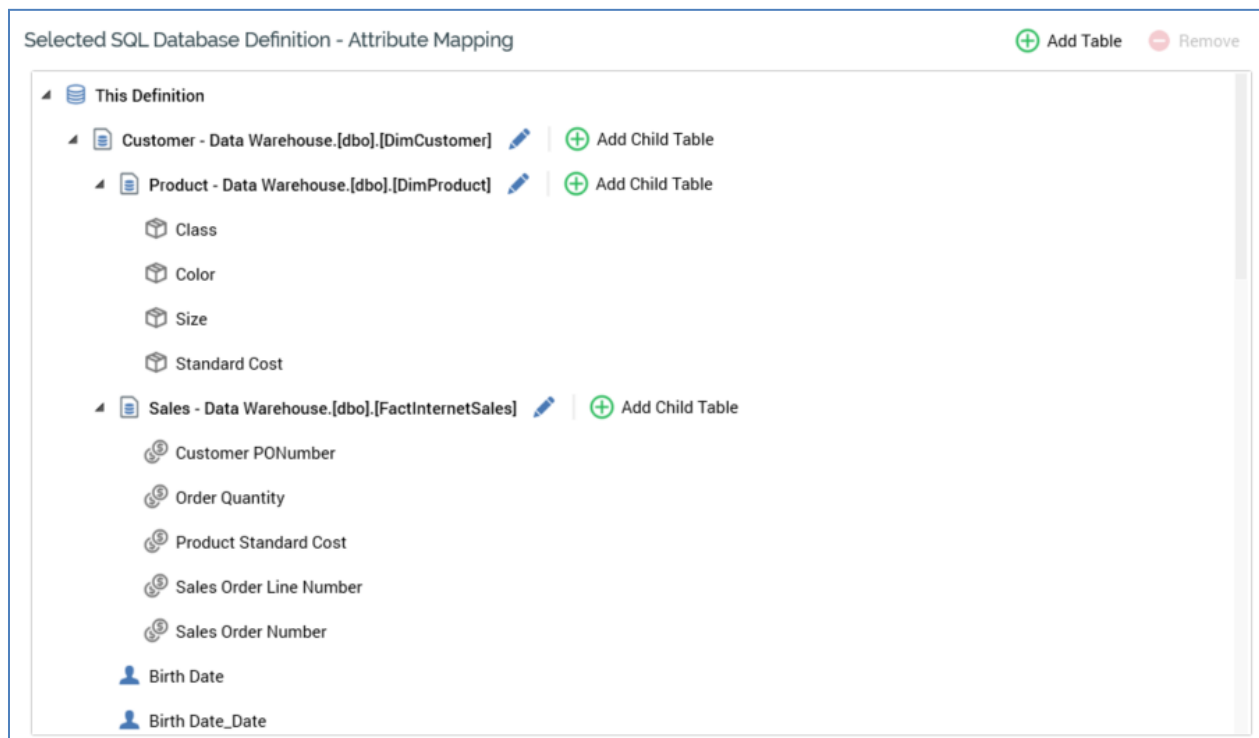 Selected SQL Database Definition - Attribute Mapping Add Table Remove
This Definition
Customer - Data Warehouse.[dbo].[DimCustomer] Add Child Table
Product - Data Warehouse.[dbo].[DimProduct] Add Child Table
Class
Color
Size
Standard Cost
Sales - Data Warehouse.[dbo].[FactInternetSales] Add Child Table
Customer PONumber
Order Quantity
Product Standard Cost
Sales Order Line Number
Sales Order Number
Birth Date
Birth Date_Date